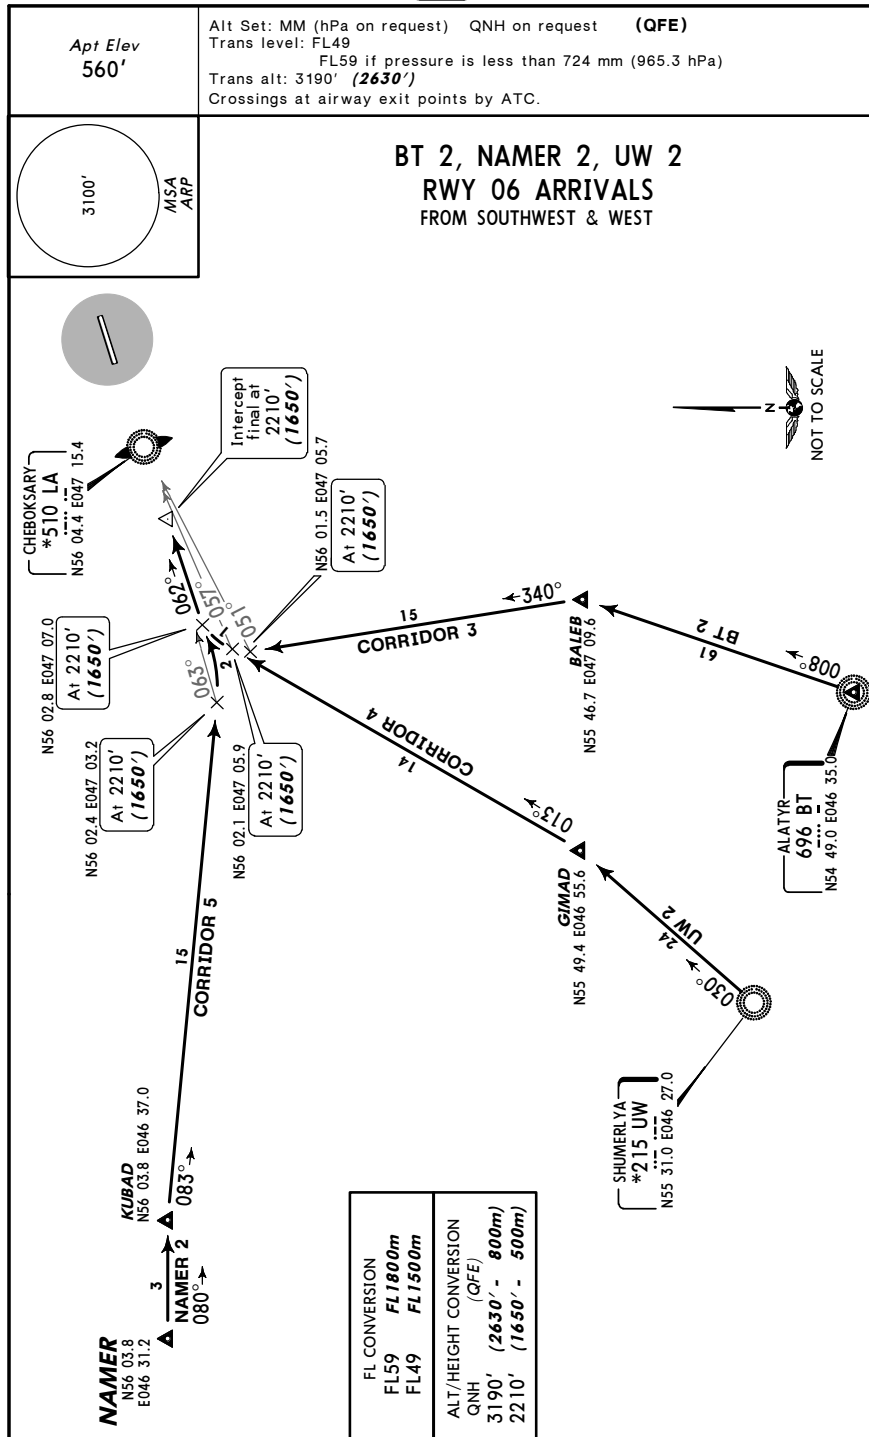 Apt Elev
560'
Alt Set: MM (hPa on request) QNH on request (QFE)
Trans level: FL49
FL59 if pressure is less than 724 mm (965.3 hPa)
Trans alt: 3190' (2630')
Crossings at airway exit points by ATC.
3100'
MSA
ARP
BT 2, NAMER 2, UW 2
RWY 06 ARRIVALS
FROM SOUTHWEST & WEST
N
NOT TO SCALE
CHEBOKSARY
*510 LA
N56 04.4 E047 15.4
Intercept
final at
2210'
(1650')
N56 01.5 E047 05.7
At 2210'
(1650')
N56 02.8 E047 07.0
At 2210'
(1650')
N56 02.4 E047 03.2
At 2210'
(1650')
N56 02.1 E047 05.9
At 2210'
(1650')
062°
057°
051°
063°
1
2
340°
15
CORRIDOR 3
BALEB
N55 46.7 E047 09.6
BT 2
61
008°
ALATYR
696 BT
N54 49.0 E046 35.0
CORRIDOR 4
14
013°
GIMAD
N55 49.4 E046 55.6
UW 2
24
030°
SHUMERLYA
*215 UW
N55 31.0 E046 27.0
15
CORRIDOR 5
KUBAD
N56 03.8 E046 37.0
083°
3
NAMER 2
080°
NAMER
N56 03.8
E046 31.2
FL CONVERSION
FL59 FL1800m
FL49 FL1500m
ALT/HEIGHT CONVERSION
QNH (QFE)
3190' (2630' - 800m)
2210' (1650' - 500m)